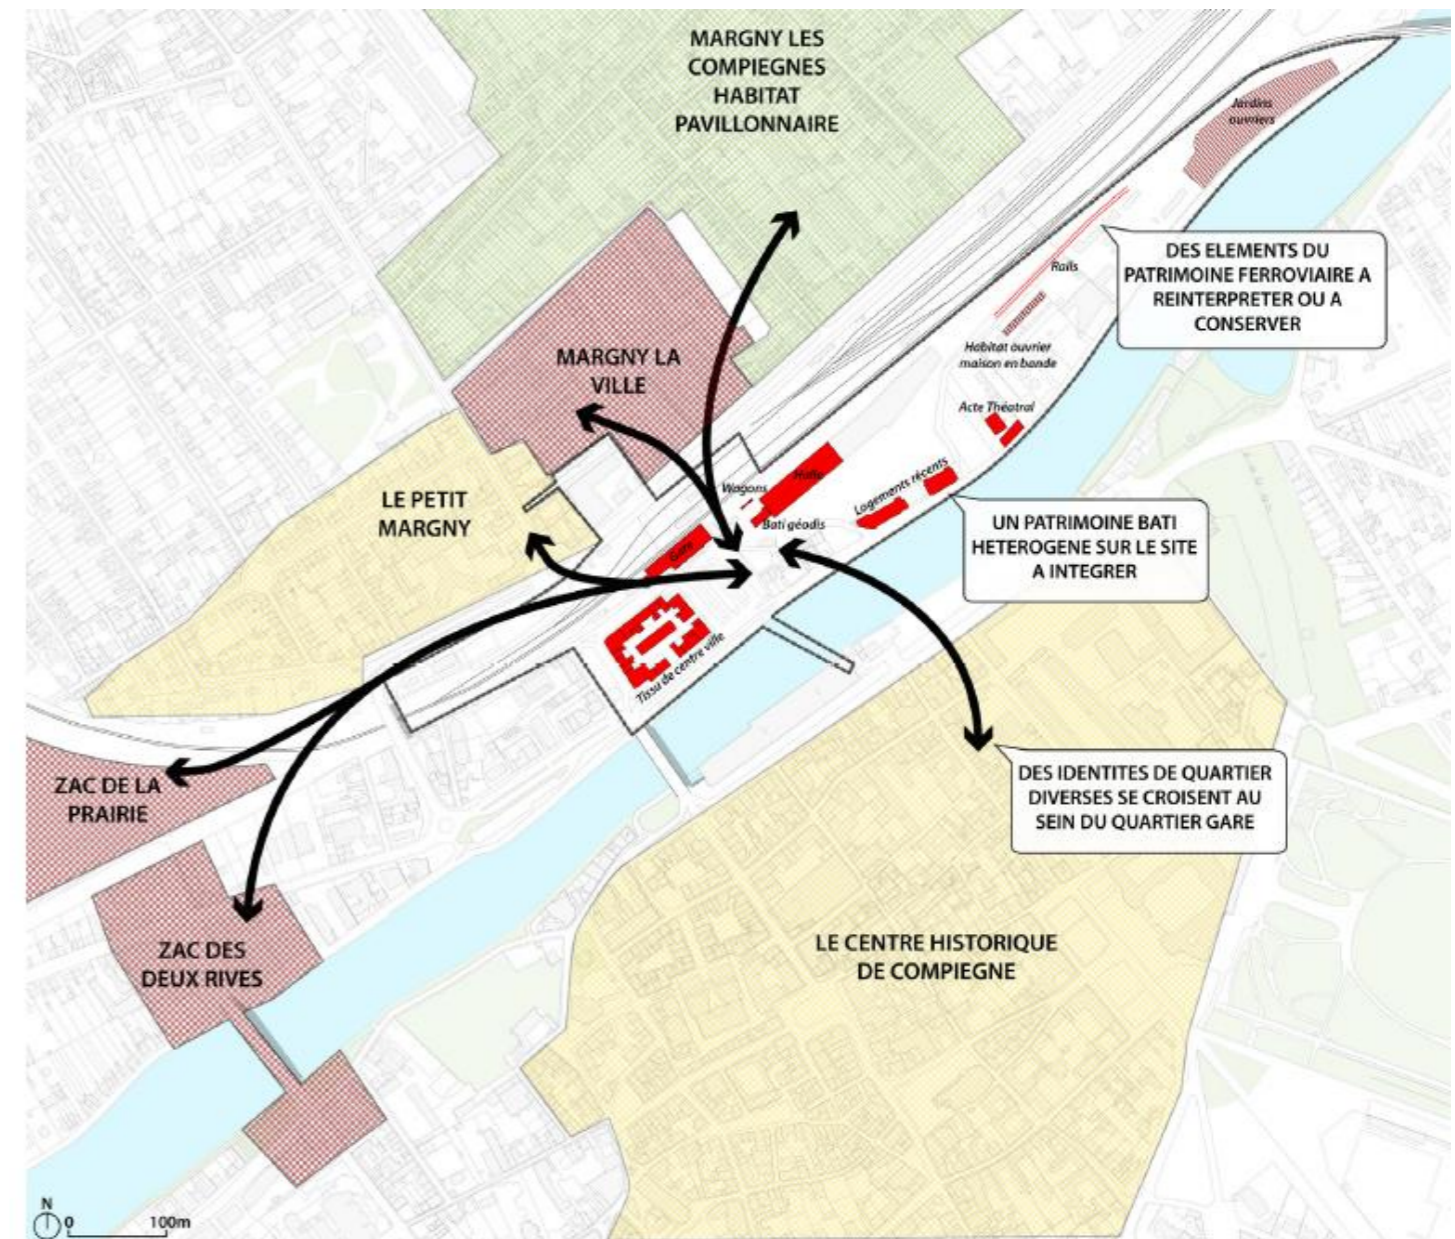 MARGNY LES
COMPIEGNES
HABITAT
PAVILLONNAIRE
Jardins
ouvriers
DES ELEMENTS DU
PATRIMOINE FERROVIAIRE A
REINTERPRETER OU A
CONSERVER
Rails
Habitat ouvrier
maison en bande
MARGNY LA
VILLE
Acte Théatral
Halle
Wagons
Logements récents
Bati géodis
LE PETIT
MARGNY
UN PATRIMOINE BATI
HETEROGENE SUR LE SITE
A INTEGRER
Gare
Tissu de centre ville
ZAC DE LA
PRAIRIE
DES IDENTITES DE QUARTIER
DIVERSES SE CROISENT AU
SEIN DU QUARTIER GARE
ZAC DES
DEUX RIVES
LE CENTRE HISTORIQUE
DE COMPIEGNE
N
0 100m